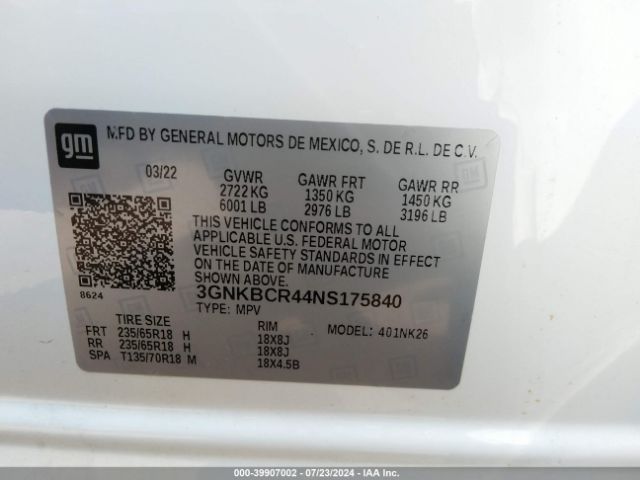 gm
MFD BY GENERAL MOTORS DE MEXICO, S. DE R.L. DE C.V.
03/22 GVWR GAWR FRT GAWR RR
2722 KG 1350 KG 1450 KG
6001 LB 2976 LB 3196 LB
THIS VEHICLE CONFORMS TO ALL
APPLICABLE U.S. FEDERAL MOTOR
VEHICLE SAFETY STANDARDS IN EFFECT
ON THE DATE OF MANUFACTURE
SHOWN ABOVE.
8624
3GNKBCR44NS175840
TYPE: MPV
TIRE SIZE RIM MODEL: 401NK26
FRT 235/65R18 H 18X8J
RR 235/65R18 H 18X8J
SPA T135/70R18 M 18X4.5B
000-39907002 - 07/23/2024 - IAA Inc.